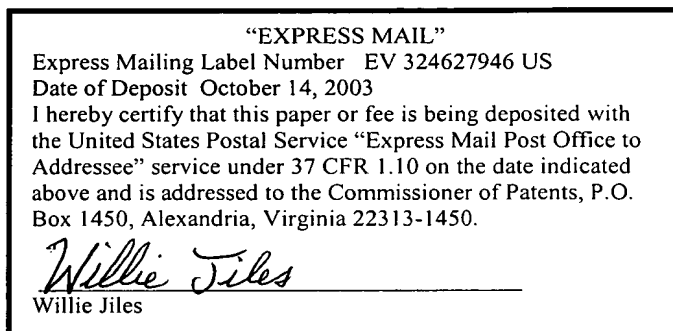 “EXPRESS MAIL”
Express Mailing Label Number EV 324627946 US
Date of Deposit October 14, 2003
I hereby certify that this paper or fee is being deposited with
the United States Postal Service “Express Mail Post Office to
Addressee” service under 37 CFR 1.10 on the date indicated
above and is addressed to the Commissioner of Patents, P.O.
Box 1450, Alexandria, Virginia 22313-1450.
Willie Jiles
Willie Jiles